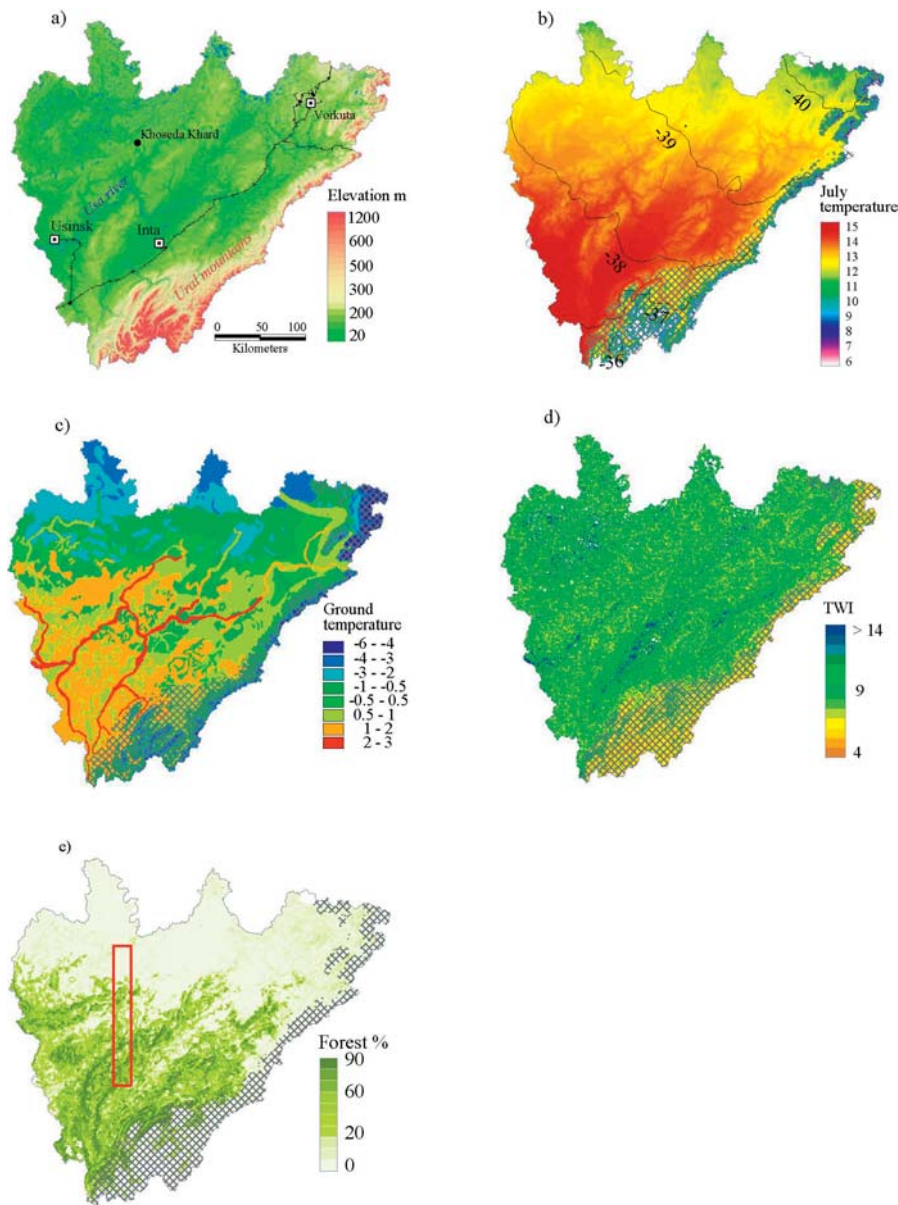 a)
Khoseda Khard
Vorkuta
Usa river
Usinsk
Inta
Ural mountains
Elevation m
1200
600
500
300
200
20
0 50 100
Kilometers
b)
- 40
-39
-38
-37
-36
July
temperature
15
14
13
12
11
10
9
8
7
6
c)
Ground
temperature
-6 - -4
-4 - -3
-3 - -2
-1 - -0.5
-0.5 - 0.5
0.5 - 1
1 - 2
2 - 3
d)
TWI
> 14
9
4
e)
Forest %
90
60
20
0